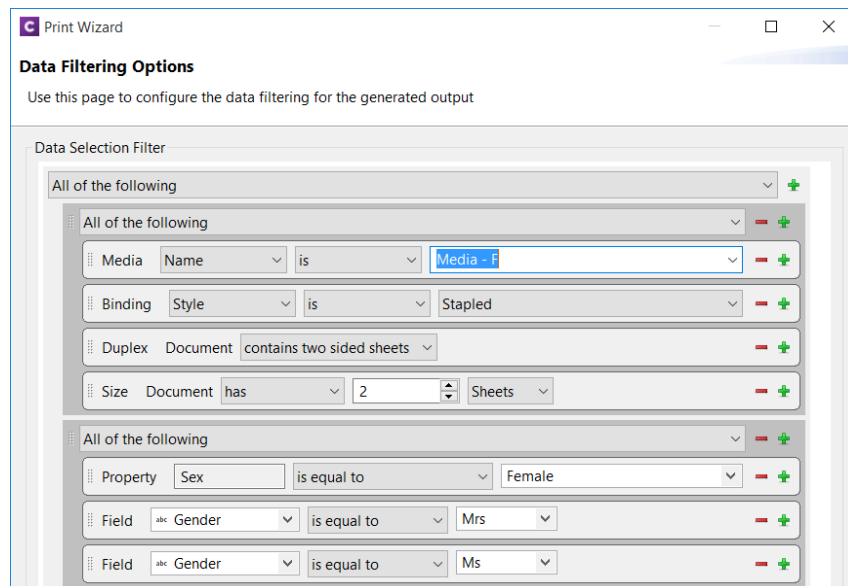 C Print Wizard
Data Filtering Options
Use this page to configure the data filtering for the generated output
Data Selection Filter
All of the following
All of the following
Media Name is Media - F
Binding Style is Stapled
Duplex Document contains two sided sheets
Size Document has 2 Sheets
All of the following
Property Sex is equal to Female
Field abc Gender is equal to Mrs
Field abc Gender is equal to Ms